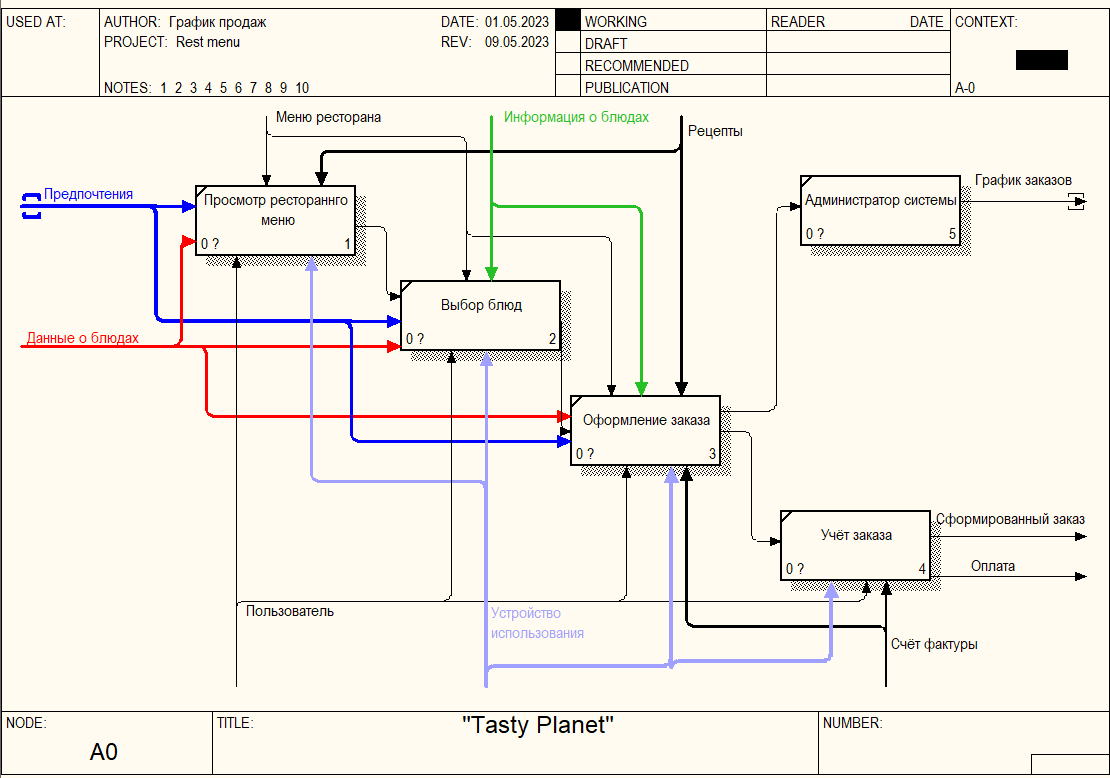 USED AT:
AUTHOR: График продаж
DATE: 01.05.2023
WORKING
READER
DATE
CONTEXT:
PROJECT: Rest menu
REV: 09.05.2023
DRAFT
RECOMMENDED
NOTES: 1 2 3 4 5 6 7 8 9 10
PUBLICATION
A-0
Меню ресторана
Информация о блюдах
Рецепты
График заказов
Предпочтения
Просмотр рестораннго
меню
0 ?
1
Администратор системы
0 ?
5
Выбор блюд
0 ?
2
Данные о блюдах
Оформление заказа
0 ?
3
Сформированный заказ
Учёт заказа
0 ?
4
Оплата
Пользователь
Устройство
использования
Счёт фактуры
NODE:
A0
TITLE:
"Tasty Planet"
NUMBER: